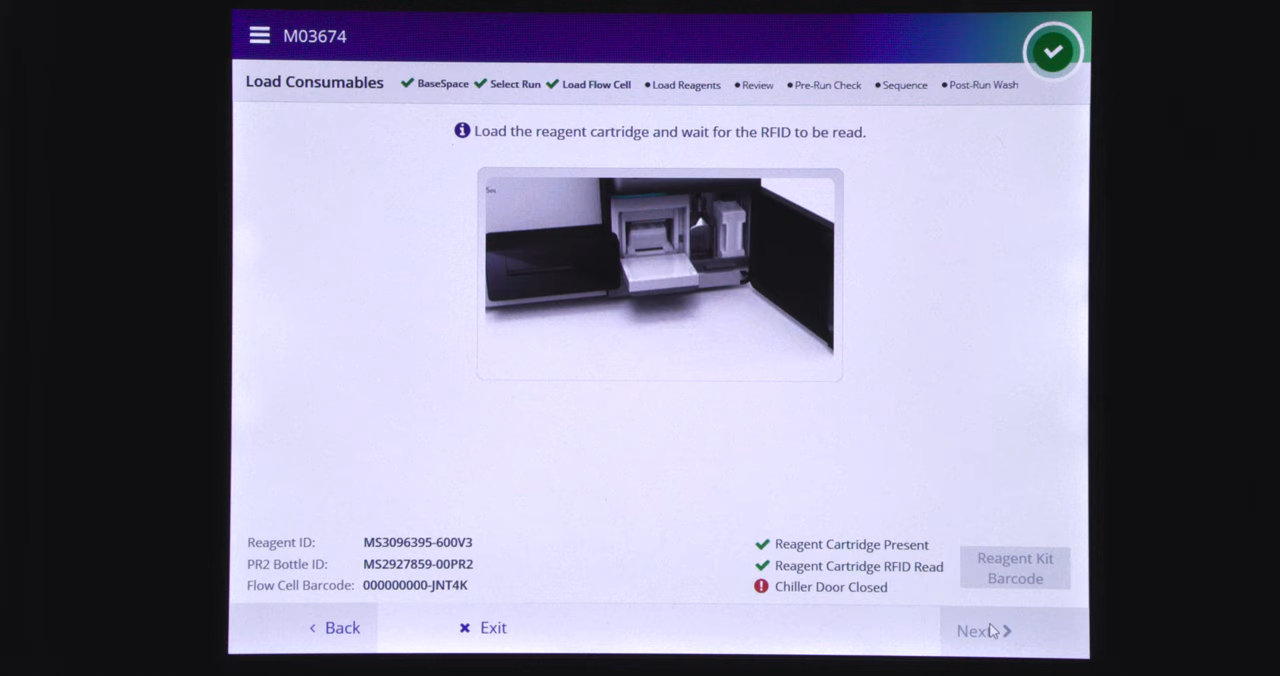 M03674
Load Consumables
BaseSpace Select Run Load Flow Cell Load Reagents Review Pre-Run Check Sequence Post-Run Wash
Load the reagent cartridge and wait for the RFID to be read.
Reagent ID: MS3096395-600V3
PR2 Bottle ID: MS2927859-00PR2
Flow Cell Barcode: 000000000-JNT4K
Reagent Cartridge Present
Reagent Cartridge RFID Read
Chiller Door Closed
Reagent Kit
Barcode
Back
Exit
Next